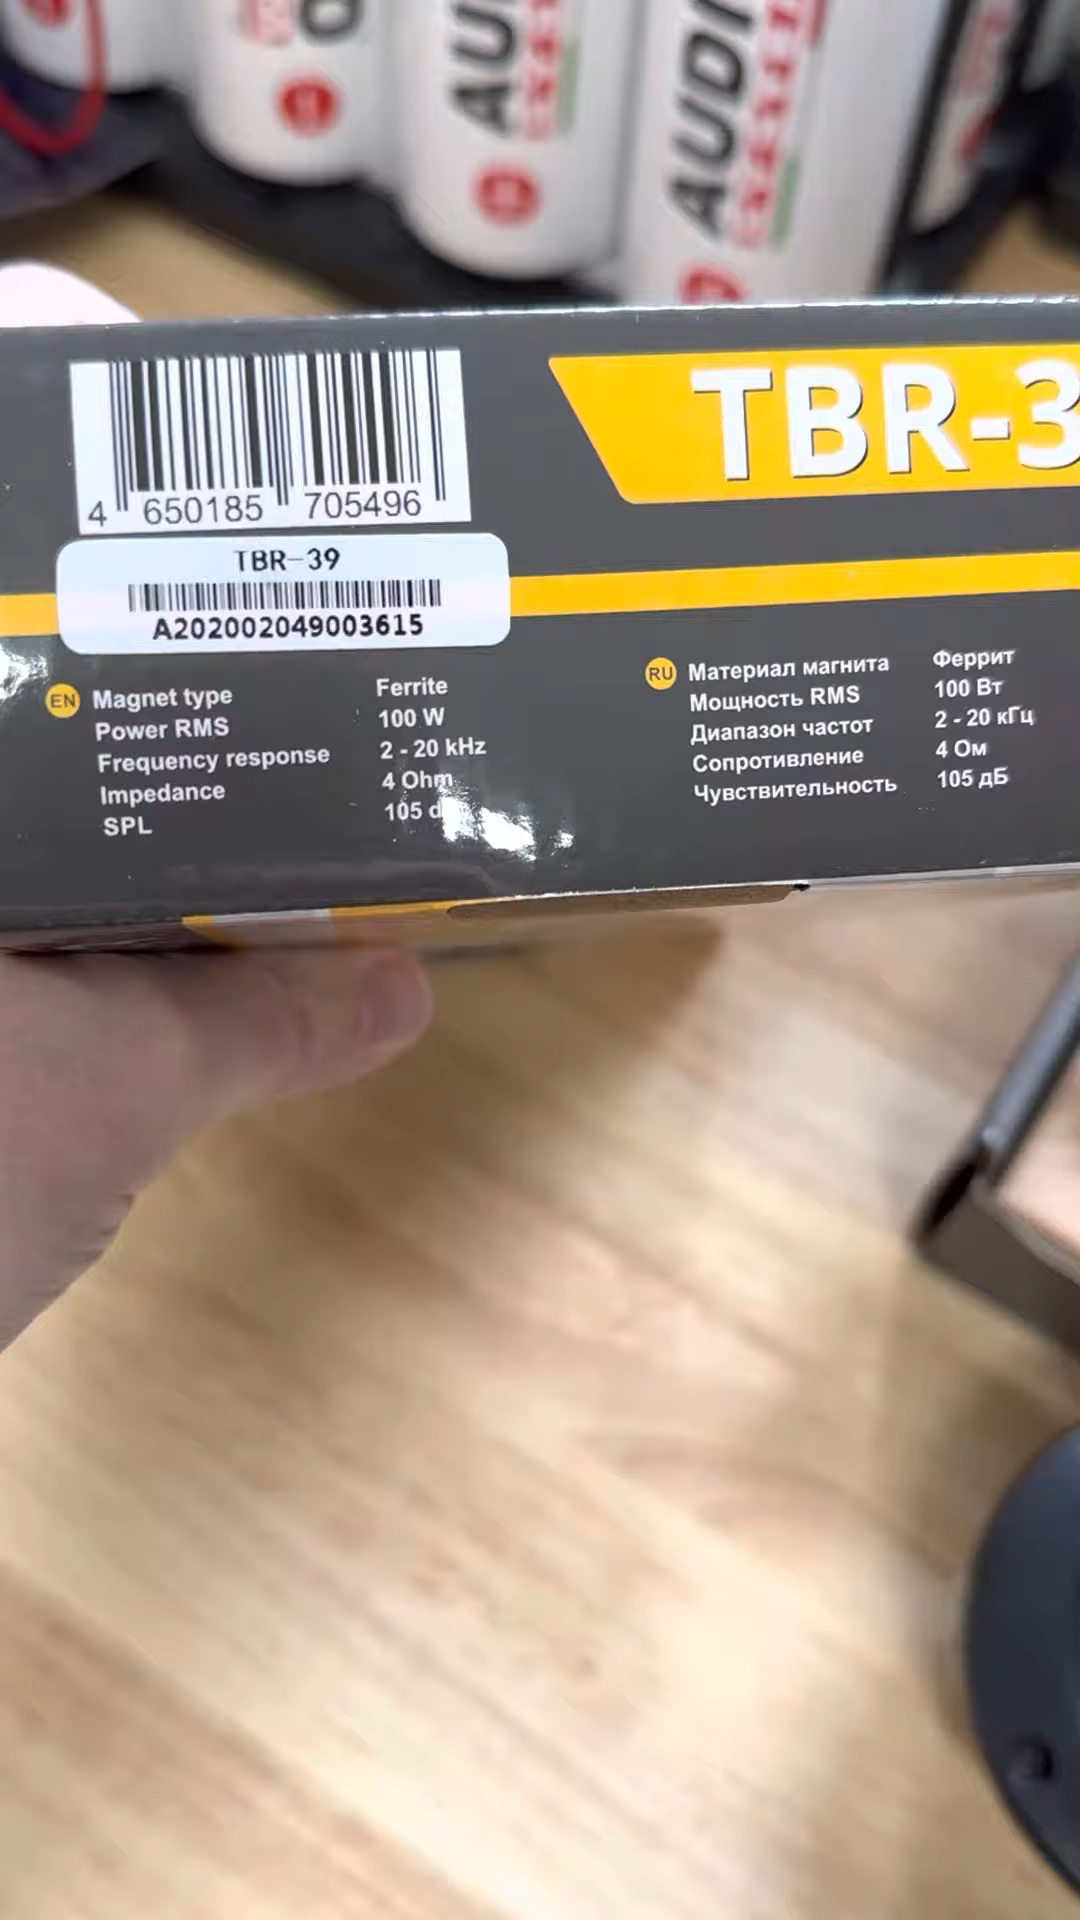 AUDI
TBR-3
4 650185 705496
TBR-39
A202002049003615
EN Magnet type Ferrite
Power RMS 100 W
Frequency response 2 - 20 kHz
Impedance 4 Ohm
SPL 105 d
RU Материал магнита Феррит
Мощность RMS 100 Вт
Диапазон частот 2 - 20 кГц
Сопротивление 4 Ом
Чувствительность 105 дБ